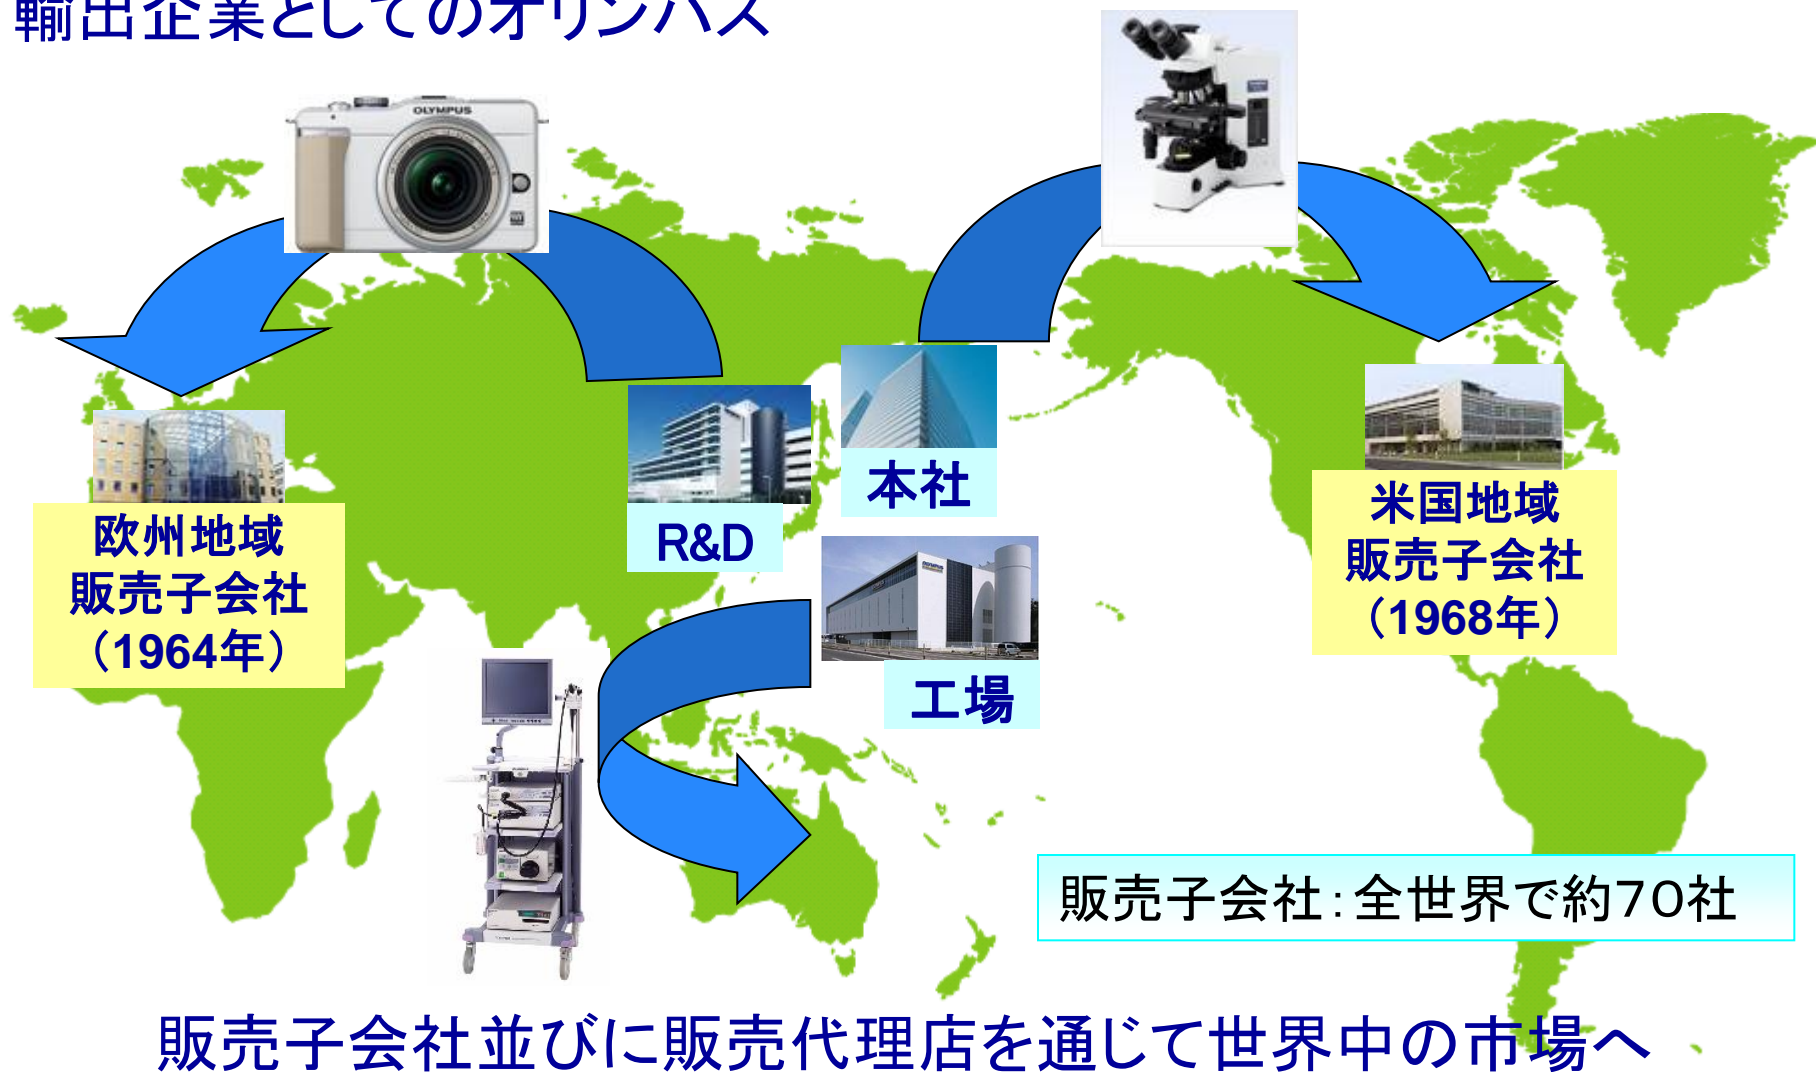 輸出企業としてのオリンパス
OLYMPUS
本社
R&D
工場
欧州地域
販売子会社
（1964年）
米国地域
販売子会社
（1968年）
販売子会社：全世界で約７０社
販売子会社並びに販売代理店を通じて世界中の市場へ